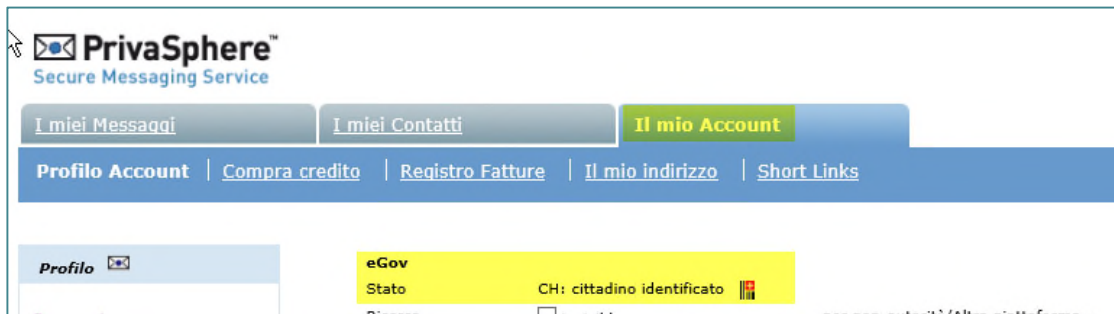 PrivaSphere™
Secure Messaging Service
I miei Messaggi
I miei Contatti
Il mio Account
Profilo Account | Compra credito | Registro Fatture | Il mio indirizzo | Short Links
Profilo
eGov
Stato CH: cittadino identificato